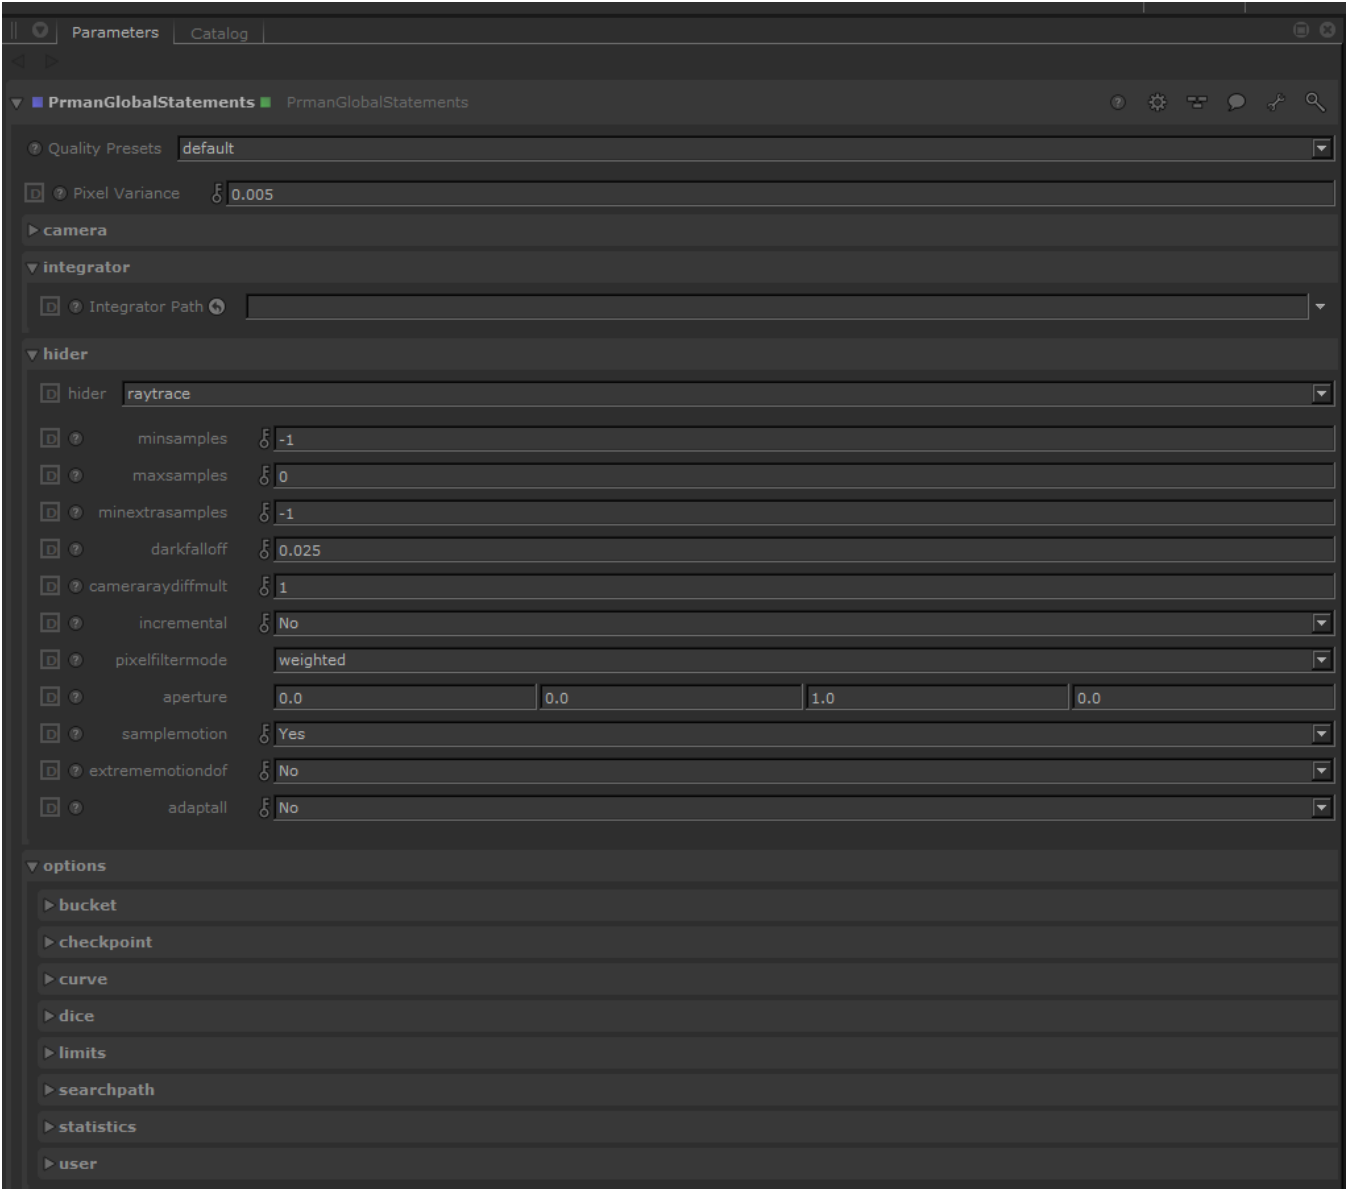 Parameters Catalog
PrmanGlobalStatements PrmanGlobalStatements
Quality Presets default
D Pixel Variance 0.005
camera
integrator
D Integrator Path
hider
D hider raytrace
D minsamples -1
D maxsamples 0
D minextrasamples -1
D darkfalloff 0.025
D cameraraydiffmult 1
D incremental No
D pixelfiltermode weighted
D aperture 0.0 0.0 1.0 0.0
D samplemotion Yes
D extrememotiondof No
D adaptall No
options
bucket
checkpoint
curve
dice
limits
searchpath
statistics
user